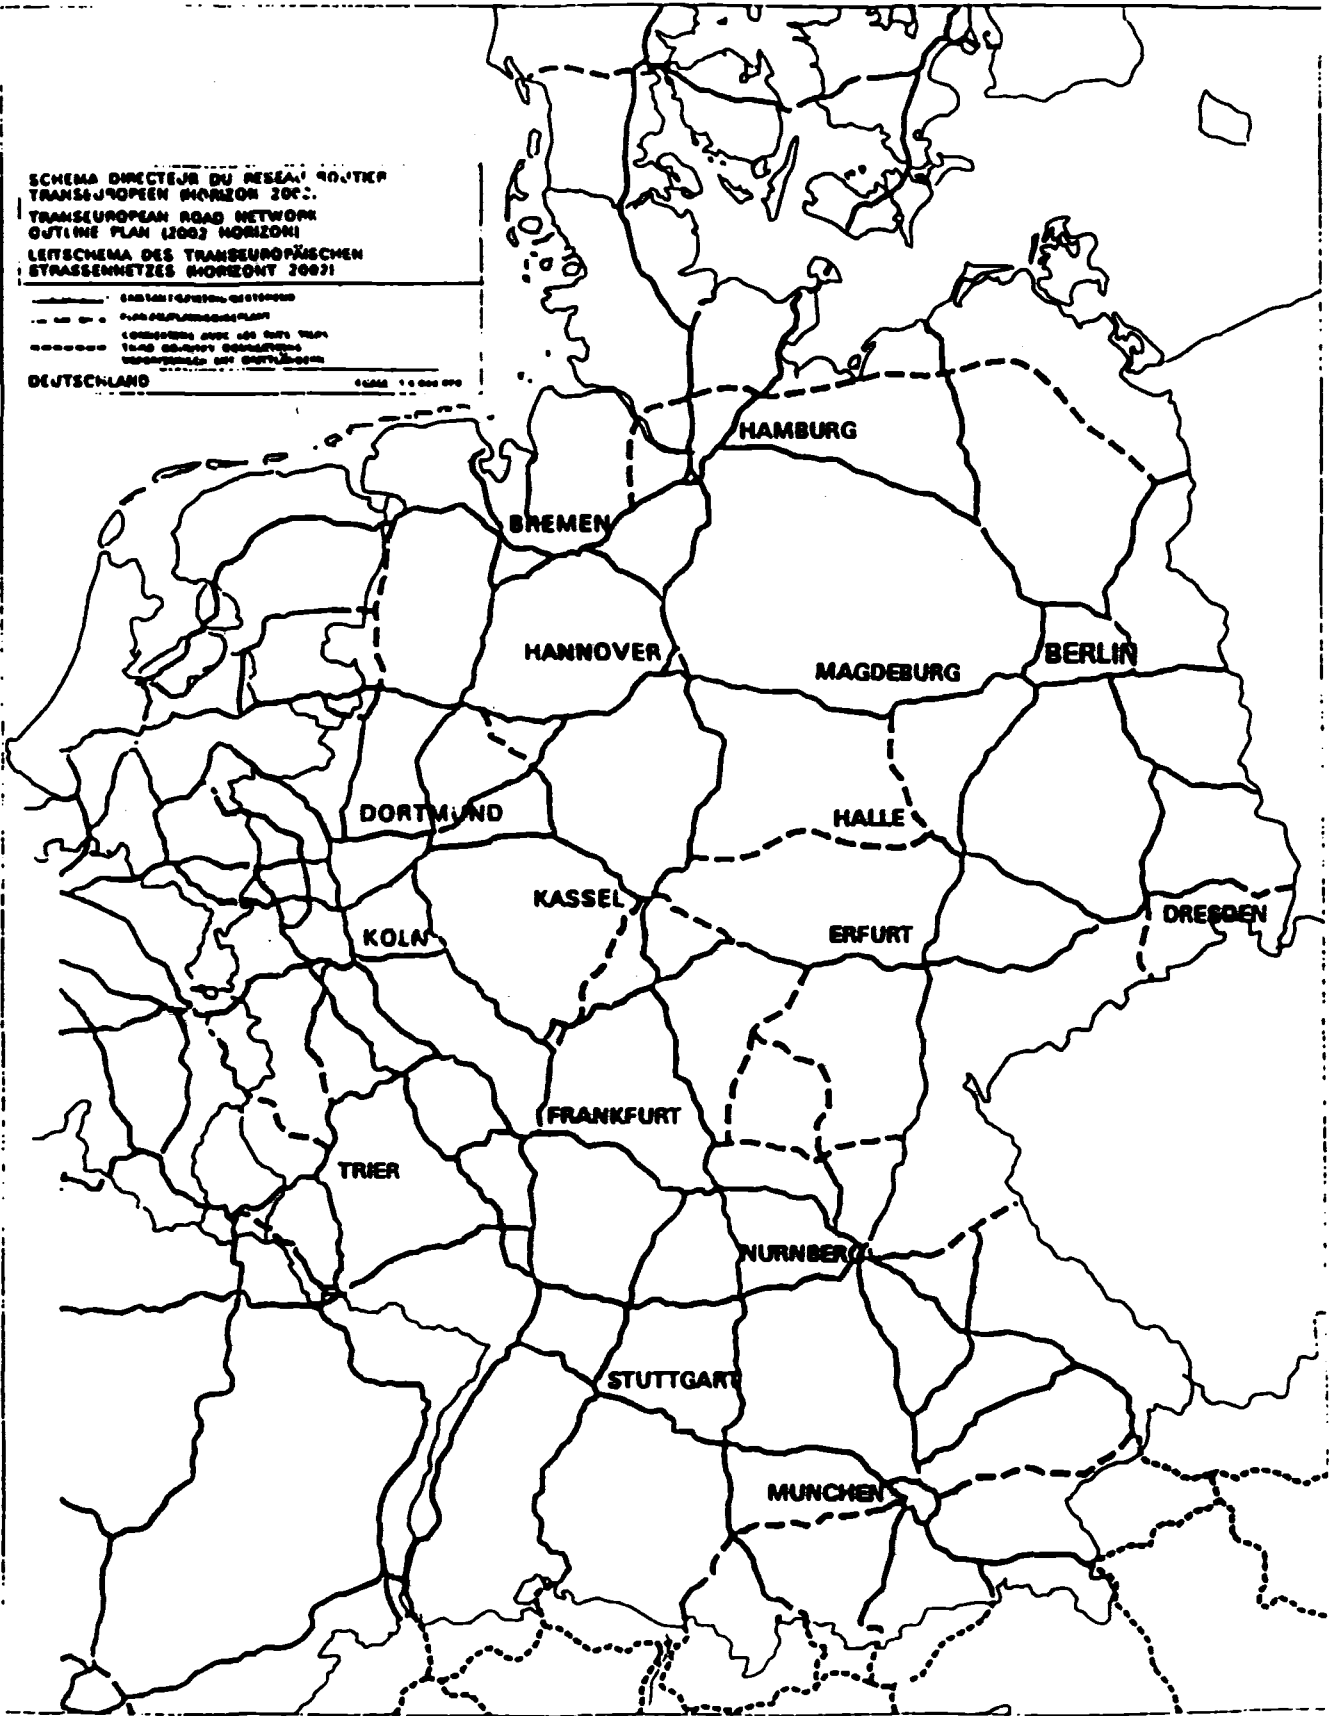 SCHEMA DIRECTEUR DU RESEAU ROUTIER
TRANSEUROPEEN (HORIZON 2002)
TRANSEUROPEAN ROAD NETWORK
OUTLINE PLAN (2002 HORIZON)
LEITSCHEMA DES TRANSEUROPÄISCHEN
STRASSENNETZES (HORIZONT 2002)
DEUTSCHLAND
HAMBURG
BREMEN
HANNOVER
MAGDEBURG
BERLIN
DORTMUND
HALLE
KASSEL
DRESDEN
KÖLN
ERFURT
FRANKFURT
TRIER
NURNBERG
STUTTGART
MUNCHEN